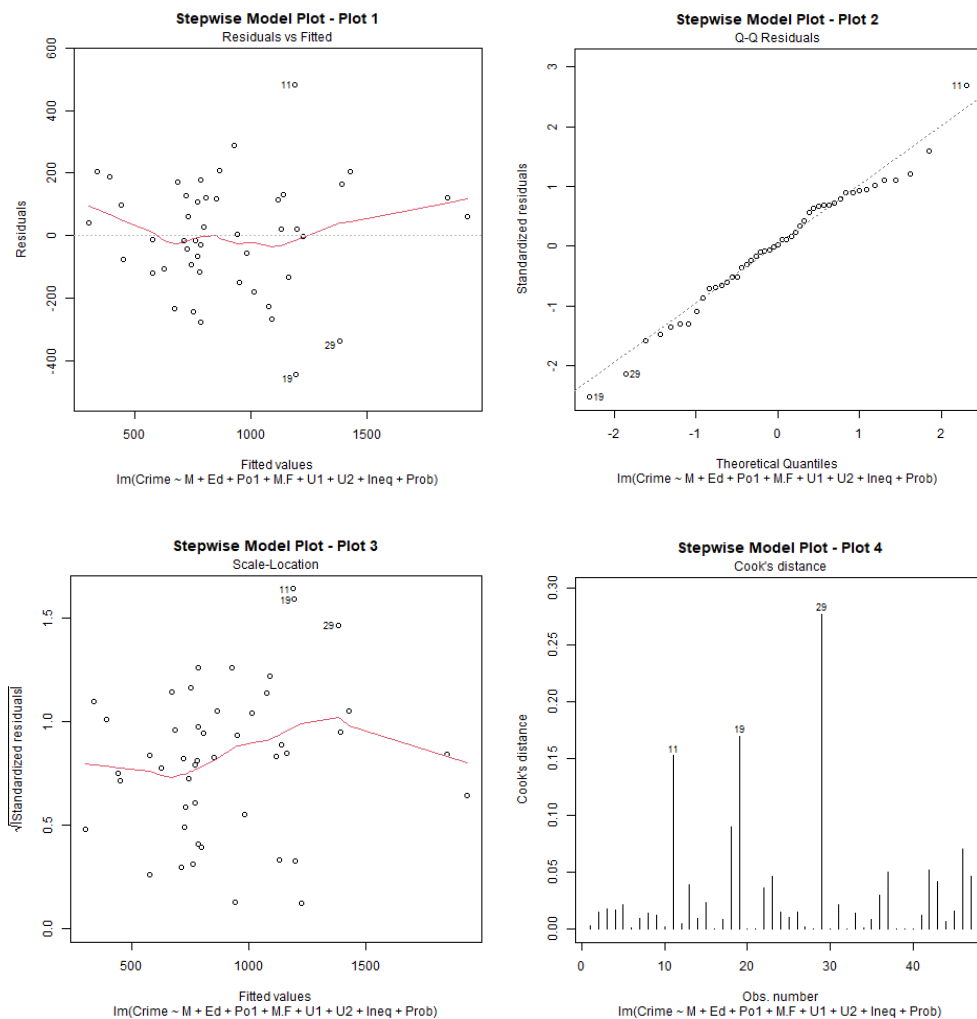 Stepwise Model Plot - Plot 1
Residuals vs Fitted
600
400
200
0
-200
-400
Residuals
11
29
19
500
1000
1500
Fitted values
lm(Crime ~ M + Ed + Po1 + M.F + U1 + U2 + Ineq + Prob)
Stepwise Model Plot - Plot 2
Q-Q Residuals
3
2
1
0
-1
-2
Standardized residuals
11
29
19
-2
-1
0
1
2
Theoretical Quantiles
lm(Crime ~ M + Ed + Po1 + M.F + U1 + U2 + Ineq + Prob)
Stepwise Model Plot - Plot 3
Scale-Location
1.5
1.0
0.5
0.0
√|Standardized residuals|
11
19
29
500
1000
1500
Fitted values
lm(Crime ~ M + Ed + Po1 + M.F + U1 + U2 + Ineq + Prob)
Stepwise Model Plot - Plot 4
Cook's distance
0.30
0.25
0.20
0.15
0.10
0.05
0.00
Cook's distance
29
19
11
0
10
20
30
40
Obs. number
lm(Crime ~ M + Ed + Po1 + M.F + U1 + U2 + Ineq + Prob)